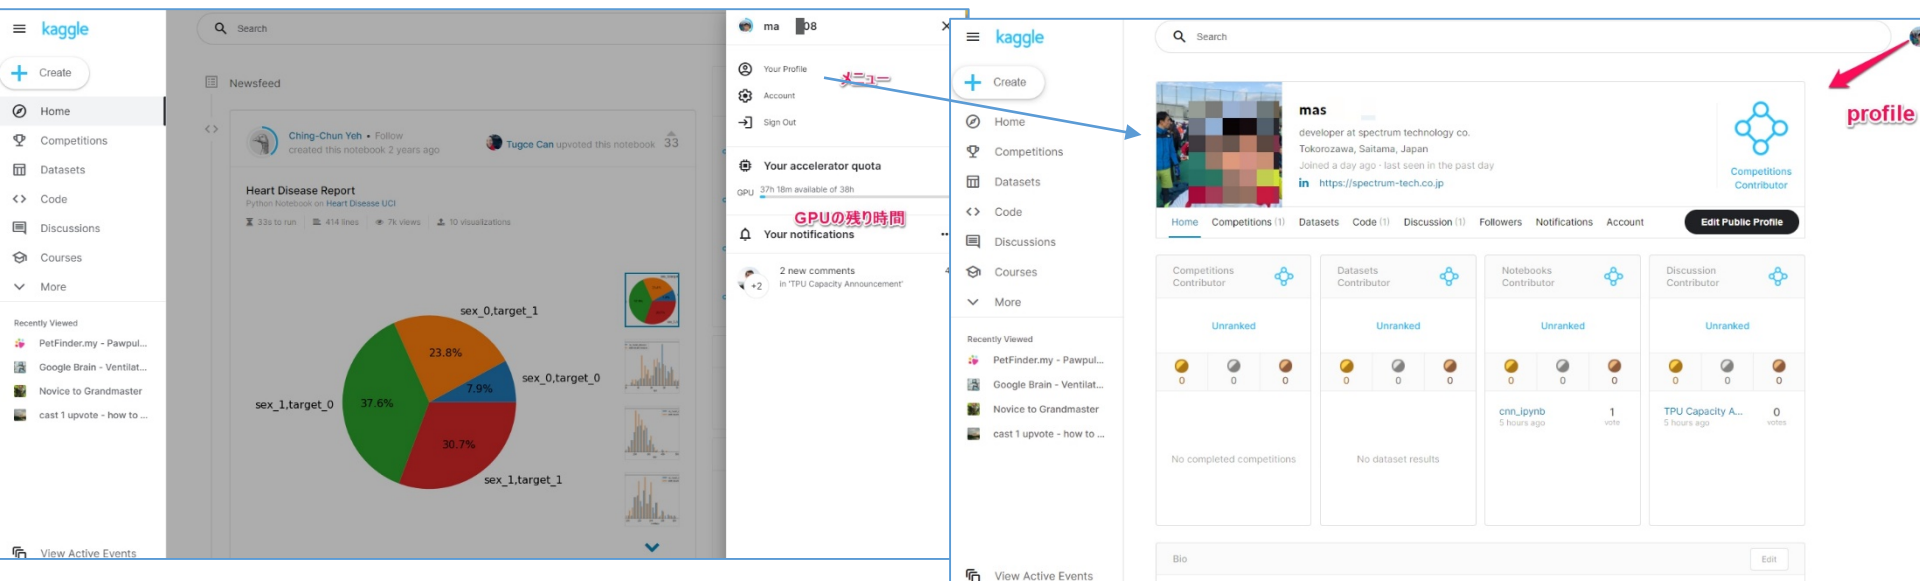 kaggle
Search
Create
Home
Competitions
Datasets
Code
Discussions
Courses
More
Recently Viewed
PetFinder.my - Pawpul...
Google Brain - Ventilat...
Novice to Grandmaster
cast 1 upvote - how to ...
View Active Events
Newsfeed
Ching-Chun Yeh • Follow
created this notebook 2 years ago
Tugce Can upvoted this notebook
33
Heart Disease Report
Python Notebook on Heart Disease UCI
33s to run
414 lines
7k views
10 visualizations
sex_0,target_1
23.8%
sex_0,target_0
7.9%
sex_1,target_0
37.6%
30.7%
sex_1,target_1
ma 08
Your Profile
メニュー
Account
Sign Out
Your accelerator quota
GPU 37h 18m available of 38h
GPUの残り時間
Your notifications
2 new comments
in 'TPU Capacity Announcement'
+2
kaggle
Search
Create
Home
Competitions
Datasets
Code
Discussions
Courses
More
Recently Viewed
PetFinder.my - Pawpul...
Google Brain - Ventilat...
Novice to Grandmaster
cast 1 upvote - how to ...
View Active Events
profile
mas
developer at spectrum technology co.
Tokorozawa, Saitama, Japan
Joined a day ago · last seen in the past day
in https://spectrum-tech.co.jp
Competitions
Contributor
Home Competitions (1) Datasets Code (1) Discussion (1) Followers Notifications Account
Edit Public Profile
Competitions
Contributor
Unranked
0 0 0
No completed competitions
Datasets
Contributor
Unranked
0 0 0
No dataset results
Notebooks
Contributor
Unranked
0 0 0
cnn_ipynb
5 hours ago
1
vote
Discussion
Contributor
Unranked
0 0 0
TPU Capacity A...
5 hours ago
0
votes
Bio
Edit